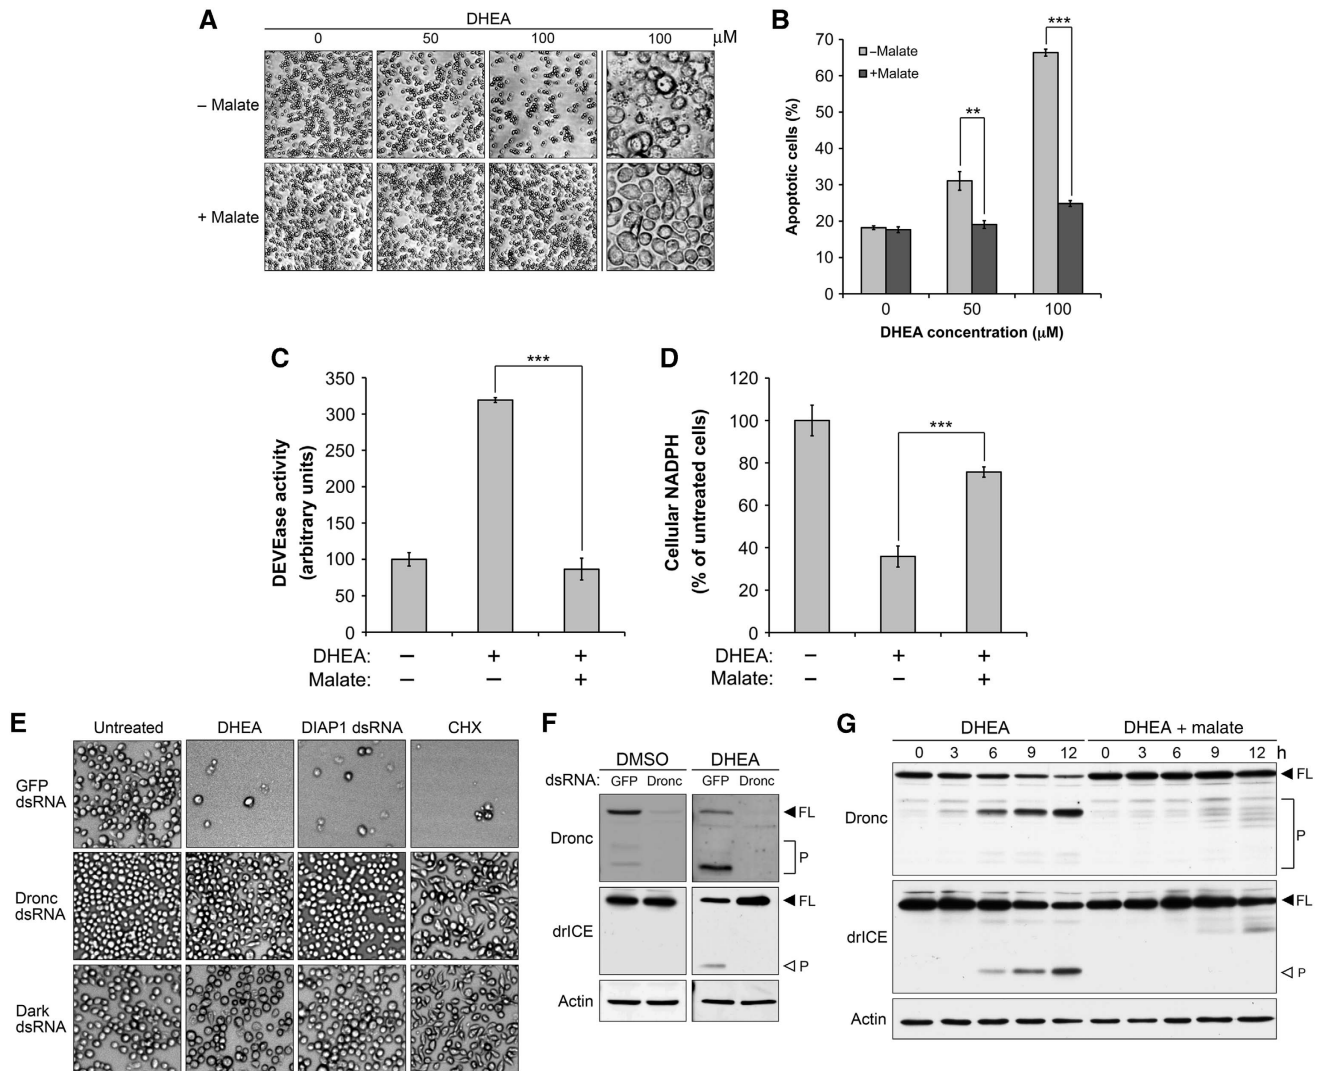 A
DHEA
0 50 100 100 μM
– Malate
+ Malate
B
***
**
–Malate
+Malate
Apoptotic cells (%)
70
60
50
40
30
20
10
0
0 50 100
DHEA concentration (μM)
C
***
DEVEase activity
(arbitrary units)
350
300
250
200
150
100
50
0
DHEA: – + +
Malate: – – +
D
***
Cellular NADPH
(% of untreated cells)
120
100
80
60
40
20
0
DHEA: – + +
Malate: – – +
E
Untreated DHEA DIAP1 dsRNA CHX
GFP
dsRNA
Dronc
dsRNA
Dark
dsRNA
F
DMSO DHEA
dsRNA: GFP Dronc GFP Dronc
Dronc
FL
P
drICE
FL
P
Actin
G
DHEA DHEA + malate
0 3 6 9 12 0 3 6 9 12 h
Dronc
FL
P
drICE
FL
P
Actin